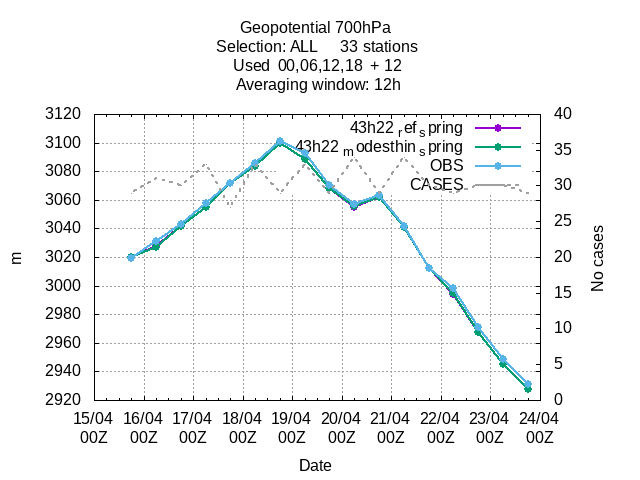 Geopotential 700hPa
Selection: ALL     33 stations
Used  00,06,12,18  + 12
Averaging window: 12h
3120
3100
3080
3060
3040
3020
3000
2980
2960
2940
2920
m
40
35
30
25
20
15
10
5
0
No cases
43h22 refspring
43h22 modesthinspring
OBS
CASES
15/04 16/04 17/04 18/04 19/04 20/04 21/04 22/04 23/04 24/04
00Z 00Z 00Z 00Z 00Z 00Z 00Z 00Z 00Z 00Z
Date